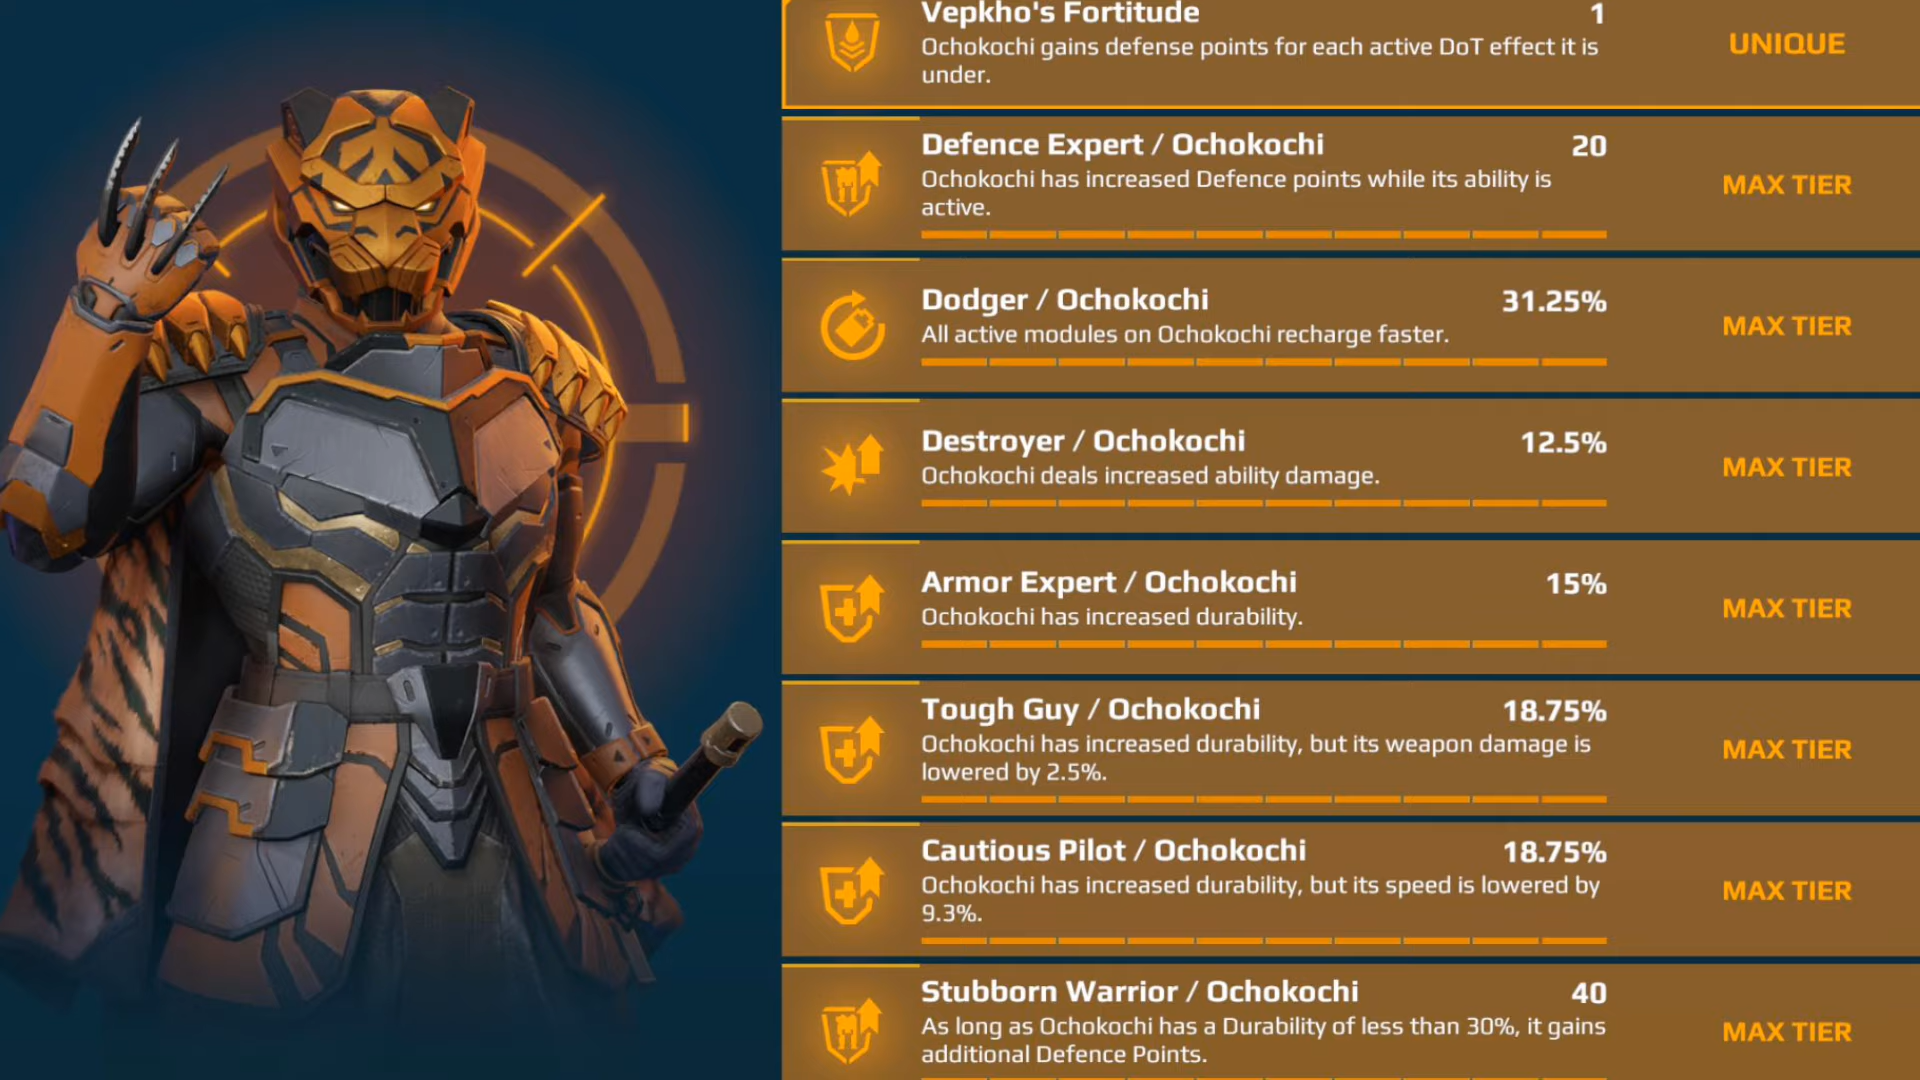 Vepkho's Fortitude 1
Ochokochi gains defense points for each active DoT effect it is
under.
UNIQUE
Defence Expert / Ochokochi 20
Ochokochi has increased Defence points while its ability is
active.
MAX TIER
Dodger / Ochokochi 31.25%
All active modules on Ochokochi recharge faster.
MAX TIER
Destroyer / Ochokochi 12.5%
Ochokochi deals increased ability damage.
MAX TIER
Armor Expert / Ochokochi 15%
Ochokochi has increased durability.
MAX TIER
Tough Guy / Ochokochi 18.75%
Ochokochi has increased durability, but its weapon damage is
lowered by 2.5%.
MAX TIER
Cautious Pilot / Ochokochi 18.75%
Ochokochi has increased durability, but its speed is lowered by
9.3%.
MAX TIER
Stubborn Warrior / Ochokochi 40
As long as Ochokochi has a Durability of less than 30%, it gains
additional Defence Points.
MAX TIER